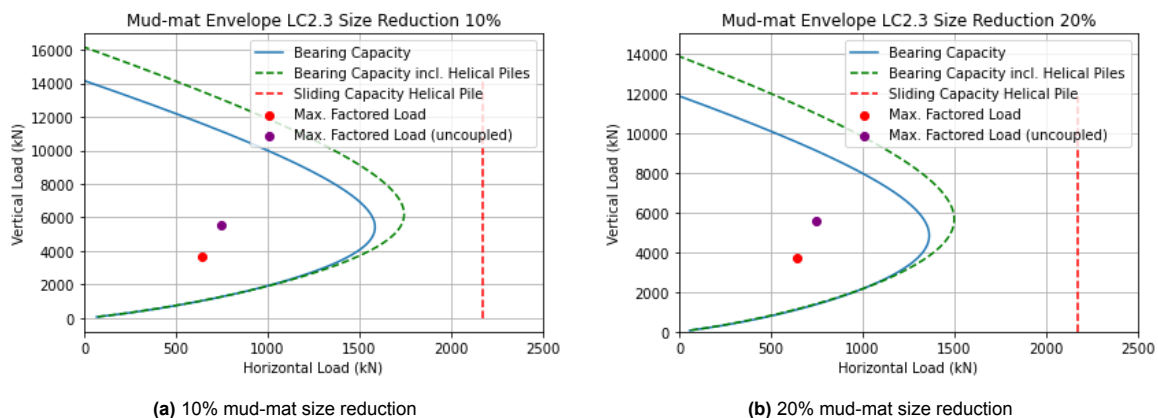 Mud-mat Envelope LC2.3 Size Reduction 10%
Bearing Capacity
Bearing Capacity incl. Helical Piles
Sliding Capacity Helical Pile
Max. Factored Load
Max. Factored Load (uncoupled)
Vertical Load (kN)
16000
14000
12000
10000
8000
6000
4000
2000
0
0 500 1000 1500 2000 2500
Horizontal Load (kN)
(a) 10% mud-mat size reduction
Mud-mat Envelope LC2.3 Size Reduction 20%
Bearing Capacity
Bearing Capacity incl. Helical Piles
Sliding Capacity Helical Pile
Max. Factored Load
Max. Factored Load (uncoupled)
Vertical Load (kN)
14000
12000
10000
8000
6000
4000
2000
0
0 500 1000 1500 2000 2500
Horizontal Load (kN)
(b) 20% mud-mat size reduction